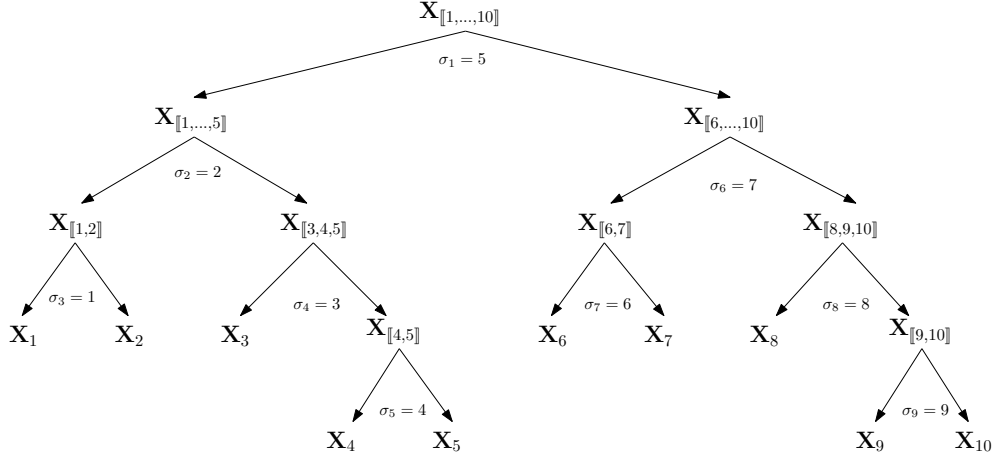 X⟦1,...,10⟧
σ1 = 5
X⟦1,...,5⟧
X⟦6,...,10⟧
σ2 = 2
σ6 = 7
X⟦1,2⟧
X⟦3,4,5⟧
X⟦6,7⟧
X⟦8,9,10⟧
σ3 = 1
σ4 = 3
σ7 = 6
σ8 = 8
X1
X2
X3
X⟦4,5⟧
X6
X7
X8
X⟦9,10⟧
σ5 = 4
σ9 = 9
X4
X5
X9
X10